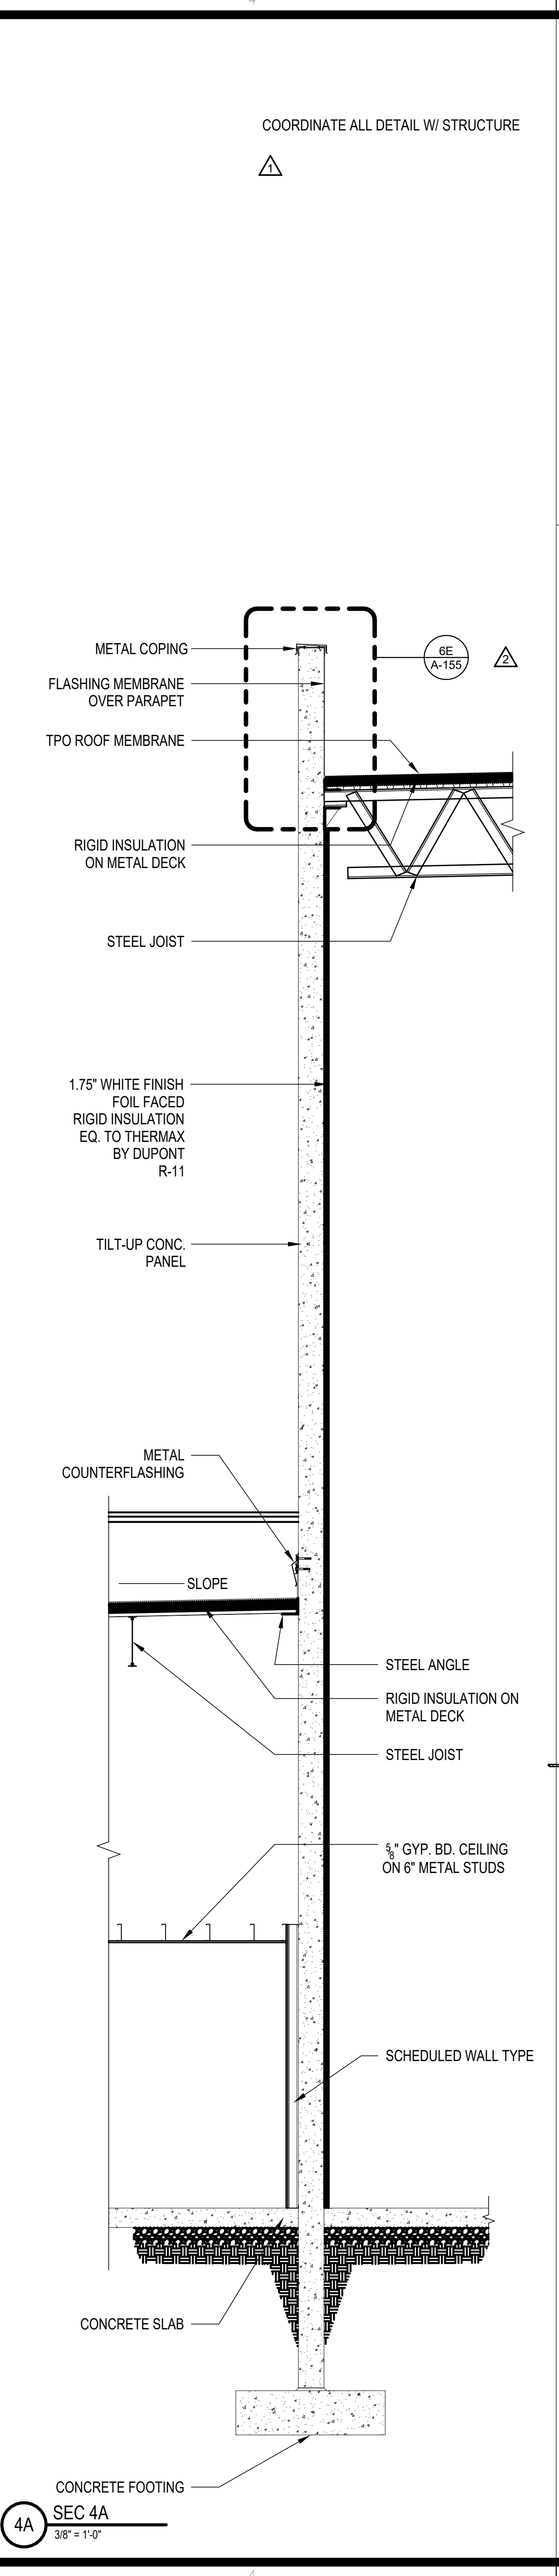 4
COORDINATE ALL DETAIL W/ STRUCTURE
1
METAL COPING
6E
A-155
2
FLASHING MEMBRANE
OVER PARAPET
TPO ROOF MEMBRANE
RIGID INSULATION
ON METAL DECK
STEEL JOIST
1.75" WHITE FINISH
FOIL FACED
RIGID INSULATION
EQ. TO THERMAX
BY DUPONT
R-11
TILT-UP CONC.
PANEL
METAL
COUNTERFLASHING
SLOPE
STEEL ANGLE
RIGID INSULATION ON
METAL DECK
STEEL JOIST
5/8" GYP. BD. CEILING
ON 6" METAL STUDS
SCHEDULED WALL TYPE
CONCRETE SLAB
CONCRETE FOOTING
4A
SEC 4A
3/8" = 1'-0"
4